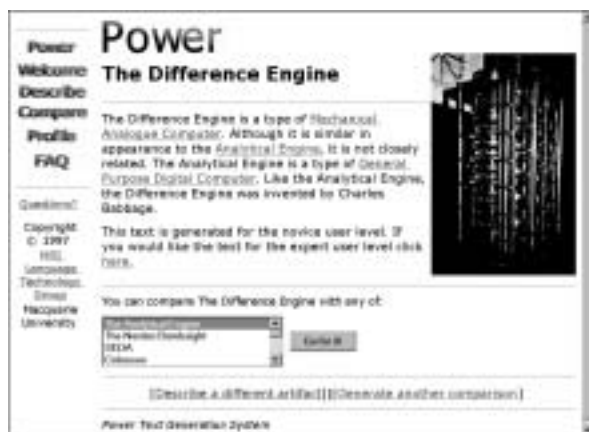 Power
Welcome
Describe
Compare
Profile
FAQ
Questions?
Copyright
© 1997
Language
Technology
Group
Macquarie
University
Power
The Difference Engine
The Difference Engine is a type of Mechanical
Analogue Computer. Although it is similar in
appearance to the Analytical Engine, it is not closely
related. The Analytical Engine is a type of General
Purpose Digital Computer. Like the Analytical Engine,
the Difference Engine was invented by Charles
Babbage.
This text is generated for the novice user level. If
you would like the text for the expert user level click
here.
You can compare The Difference Engine with any of:
The Analytical Engine
Colossus
[Describe a different artifact][Generate another comparison]
Power Text Generation System